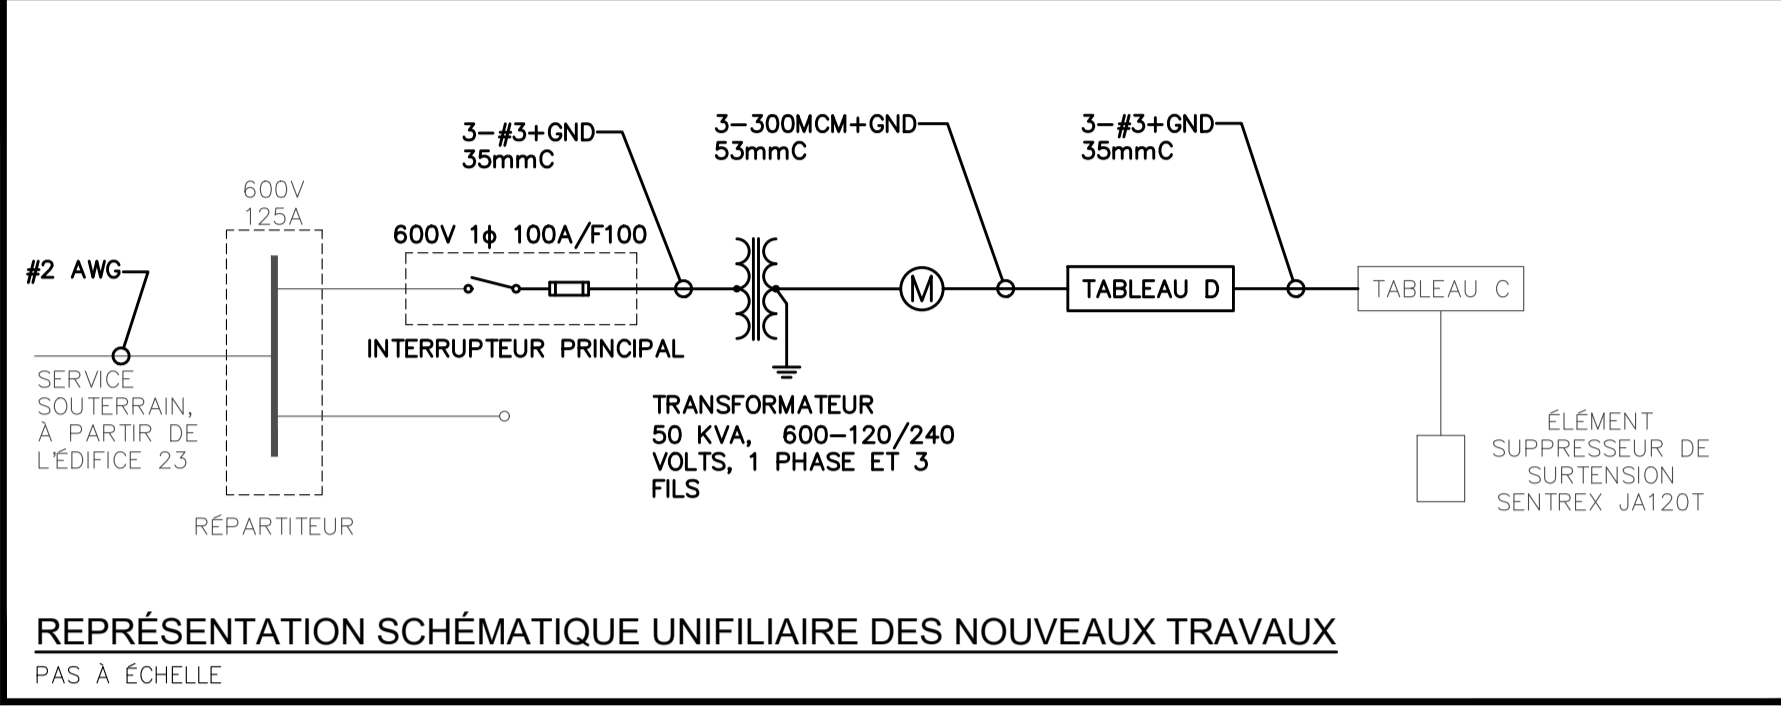 3-#3+GND
35mmC
3-300MCM+GND
53mmC
3-#3+GND
35mmC
600V
125A
600V 1ϕ 100A/F100
#2 AWG
M
TABLEAU D
TABLEAU C
INTERRUPTEUR PRINCIPAL
SERVICE
SOUTERRAIN,
À PARTIR DE
L'ÉDIFICE 23
TRANSFORMATEUR
50 KVA, 600-120/240
VOLTS, 1 PHASE ET 3
FILS
ÉLÉMENT
SUPPRESSEUR DE
SURTENSION
SENTREX JA120T
RÉPARTITEUR
REPRÉSENTATION SCHÉMATIQUE UNIFILIAIRE DES NOUVEAUX TRAVAUX
PAS À ÉCHELLE